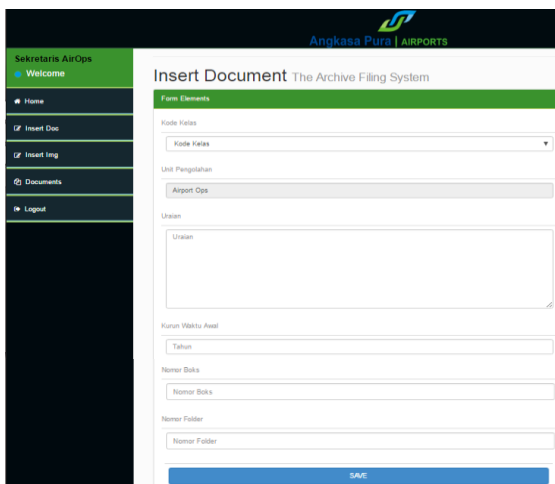 Angkasa Pura | AIRPORTS
Sekretaris AirOps
Welcome
Home
Insert Doc
Insert Img
Documents
Logout
Insert Document The Archive Filing System
Form Elements
Kode Kelas
Kode Kelas
Unit Pengolahan
Airport Ops
Uraian
Uraian
Kurun Waktu Awal
Tahun
Nomor Boks
Nomor Boks
Nomor Folder
Nomor Folder
SAVE